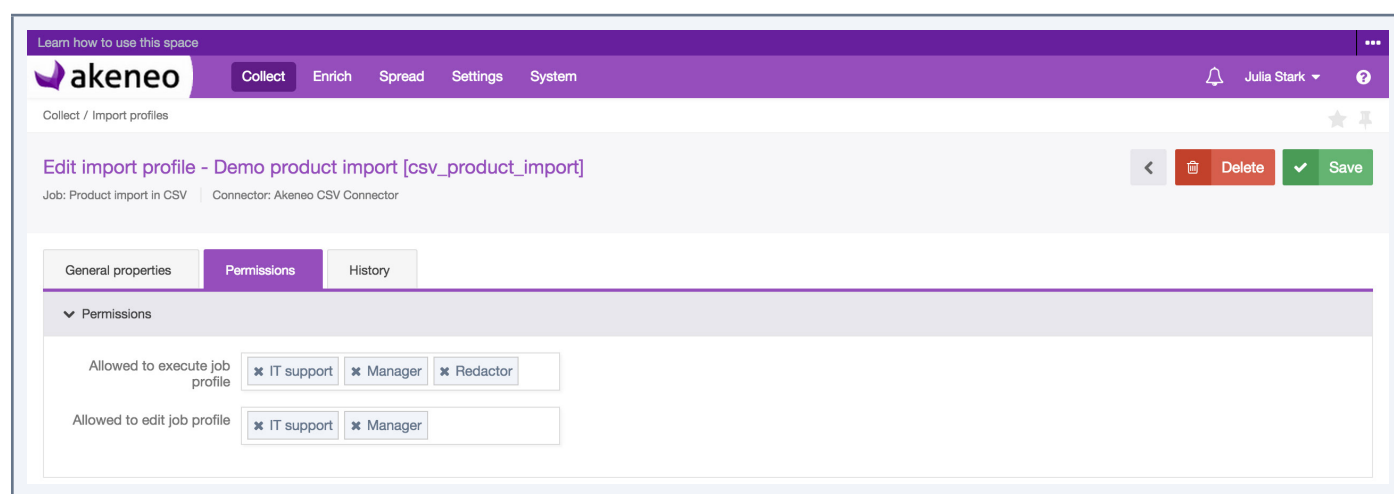 Learn how to use this space
akeneo Collect Enrich Spread Settings System Julia Stark
Collect / Import profiles
Edit import profile - Demo product import [csv_product_import]
Delete Save
Job: Product import in CSV Connector: Akeneo CSV Connector
General properties Permissions History
Permissions
Allowed to execute job
profile
IT support Manager Redactor
Allowed to edit job profile IT support Manager